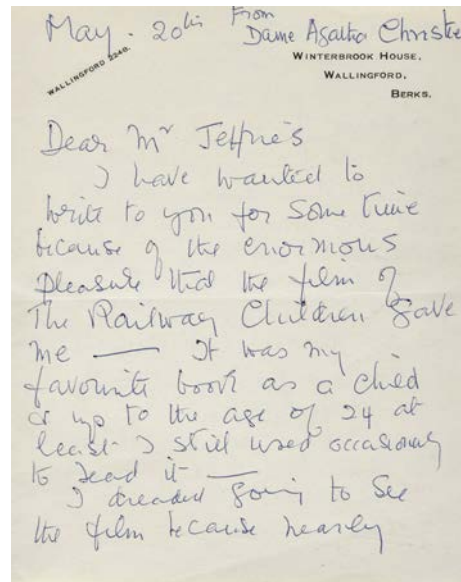 From
May. 20th Dame Agatha Christie
WALLINGFORD 2248.
WINTERBROOK HOUSE,
WALLINGFORD,
BERKS.
Dear Mr Jeffries
I have wanted to
write to you for some time
because of the enormous
pleasure that the film of
The Railway Children gave
me — It was my
favourite book as a child
& up to the age of 24 at
least I still used occasionally
to read it —
I dreaded going to see
the film because nearly